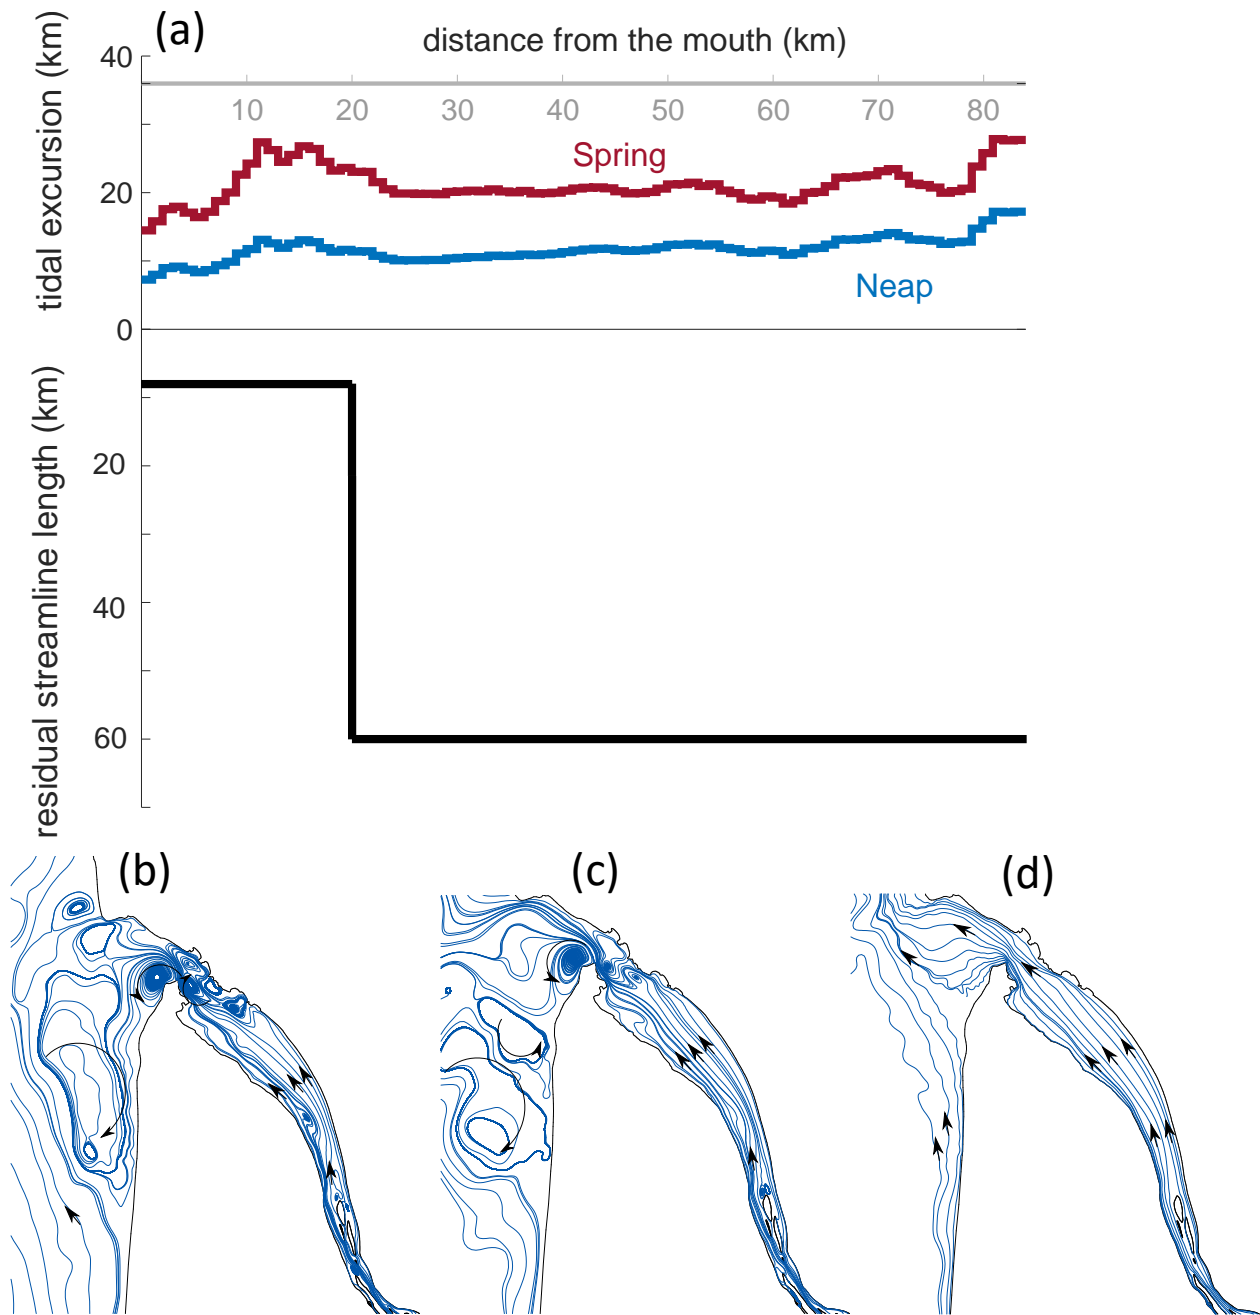 (a)
distance from the mouth (km)
tidal excursion (km)
40
10 20 30 40 50 60 70 80
Spring
20
Neap
0
residual streamline length (km)
20
40
60
(b)
(c)
(d)